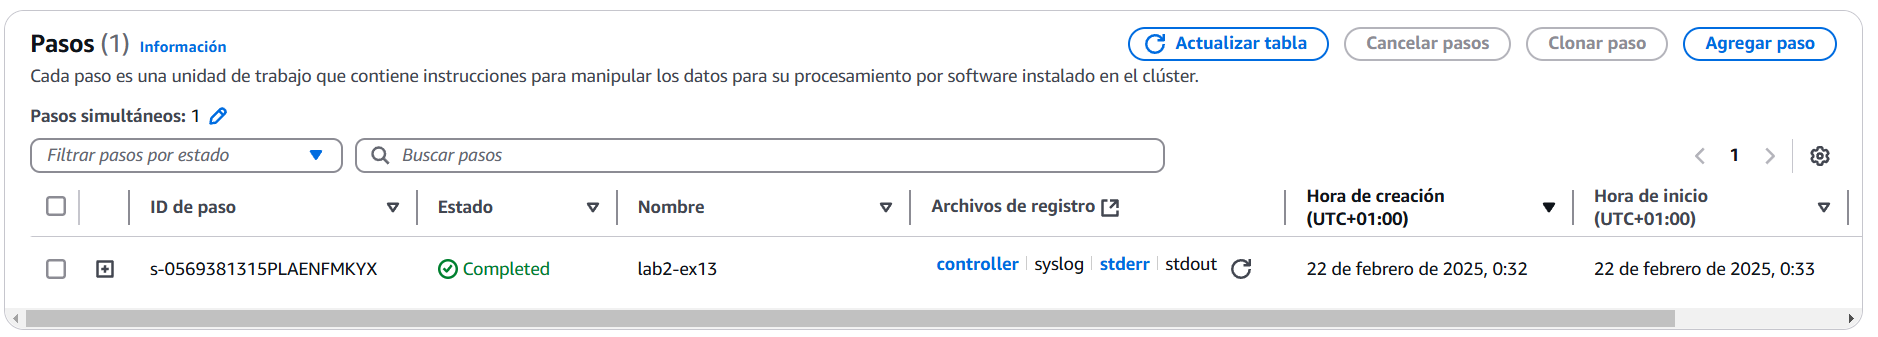 Pasos (1) Información
Actualizar tabla
Cancelar pasos
Clonar paso
Agregar paso
Cada paso es una unidad de trabajo que contiene instrucciones para manipular los datos para su procesamiento por software instalado en el clúster.
Pasos simultáneos: 1
Filtrar pasos por estado
Buscar pasos
1
ID de paso
Estado
Nombre
Archivos de registro
Hora de creación
(UTC+01:00)
Hora de inicio
(UTC+01:00)
s-0569381315PLAENFMKYX
Completed
lab2-ex13
controller
syslog
stderr
stdout
22 de febrero de 2025, 0:32
22 de febrero de 2025, 0:33